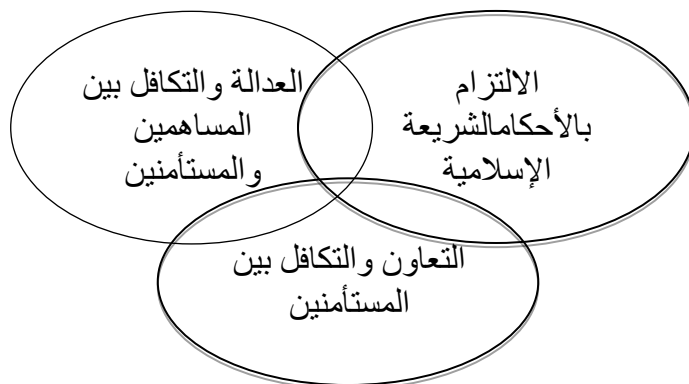 الالتزام
بالأحكامالشريعة
الإسلامية
العدالة والتكافل بين
المساهمين
والمستأمنين
التعاون والتكافل بين
المستأمنين